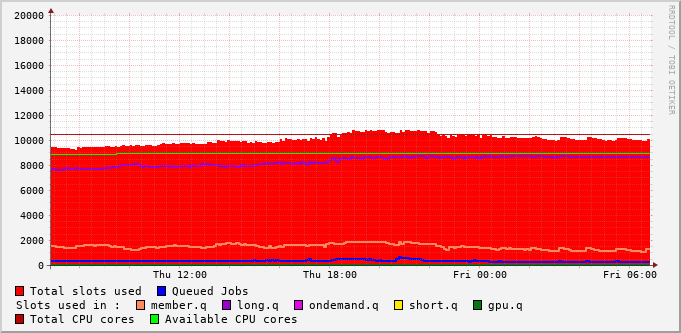 20000
18000
16000
14000
12000
10000
8000
6000
4000
2000
0
Thu 12:00 Thu 18:00 Fri 00:00 Fri 06:00
RRDTOOL / TOBI OETIKER
Total slots used Queued Jobs
Slots used in : member.q long.q ondemand.q short.q gpu.q
Total CPU cores Available CPU cores